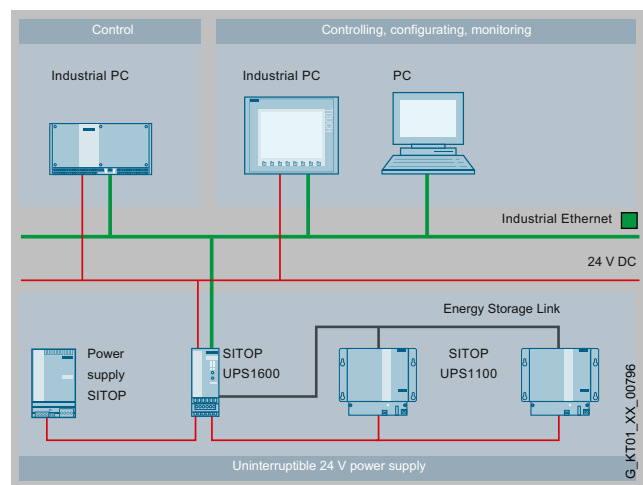 Control
Controlling, configurating, monitoring
Industrial PC
Industrial PC
PC
Industrial Ethernet
24 V DC
Energy Storage Link
Power
supply
SITOP
SITOP
UPS1600
SITOP
UPS1100
Uninterruptible 24 V power supply
G_KT01_XX_00796